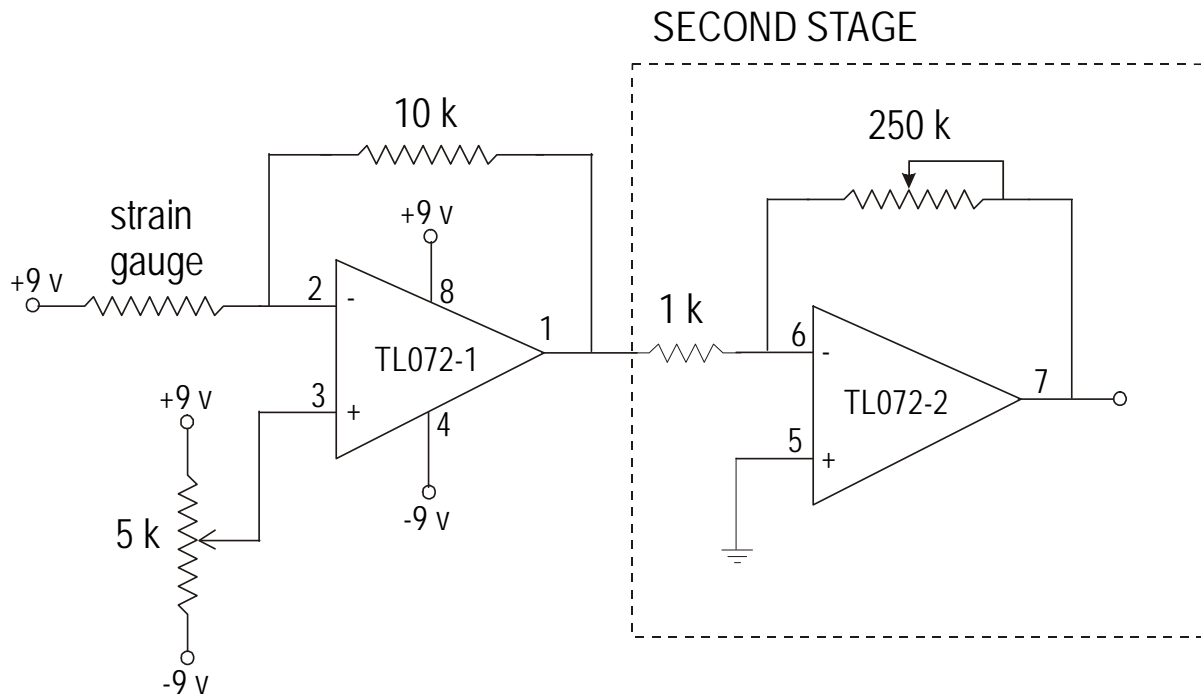 SECOND STAGE
10 k
250 k
strain
gauge
+9 v
+9 v
2
-
8
1
TL072-1
1 k
6
-
7
TL072-2
3
+
4
5
+
+9 v
-9 v
5 k
-9 v